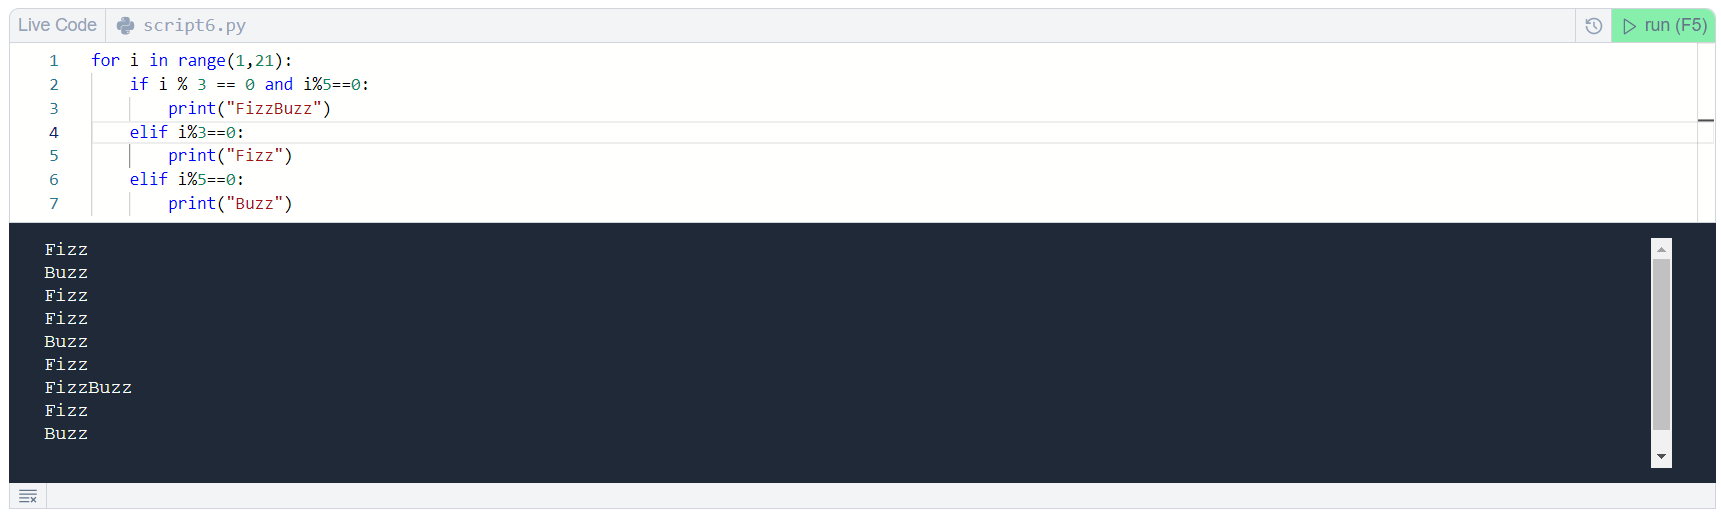 Live Code script6.py run (F5)
1 for i in range(1,21):
2 if i % 3 == 0 and i%5==0:
3 print("FizzBuzz")
4 elif i%3==0:
5 print("Fizz")
6 elif i%5==0:
7 print("Buzz")
Fizz
Buzz
Fizz
Fizz
Buzz
Fizz
FizzBuzz
Fizz
Buzz